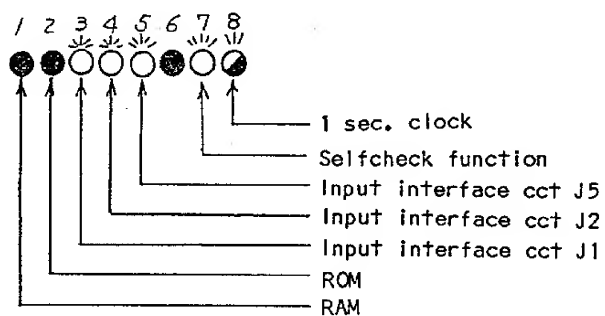 1 2 3 4 5 6 7 8
1 sec. clock
Selfcheck function
Input interface cct J5
Input interface cct J2
Input interface cct J1
ROM
RAM